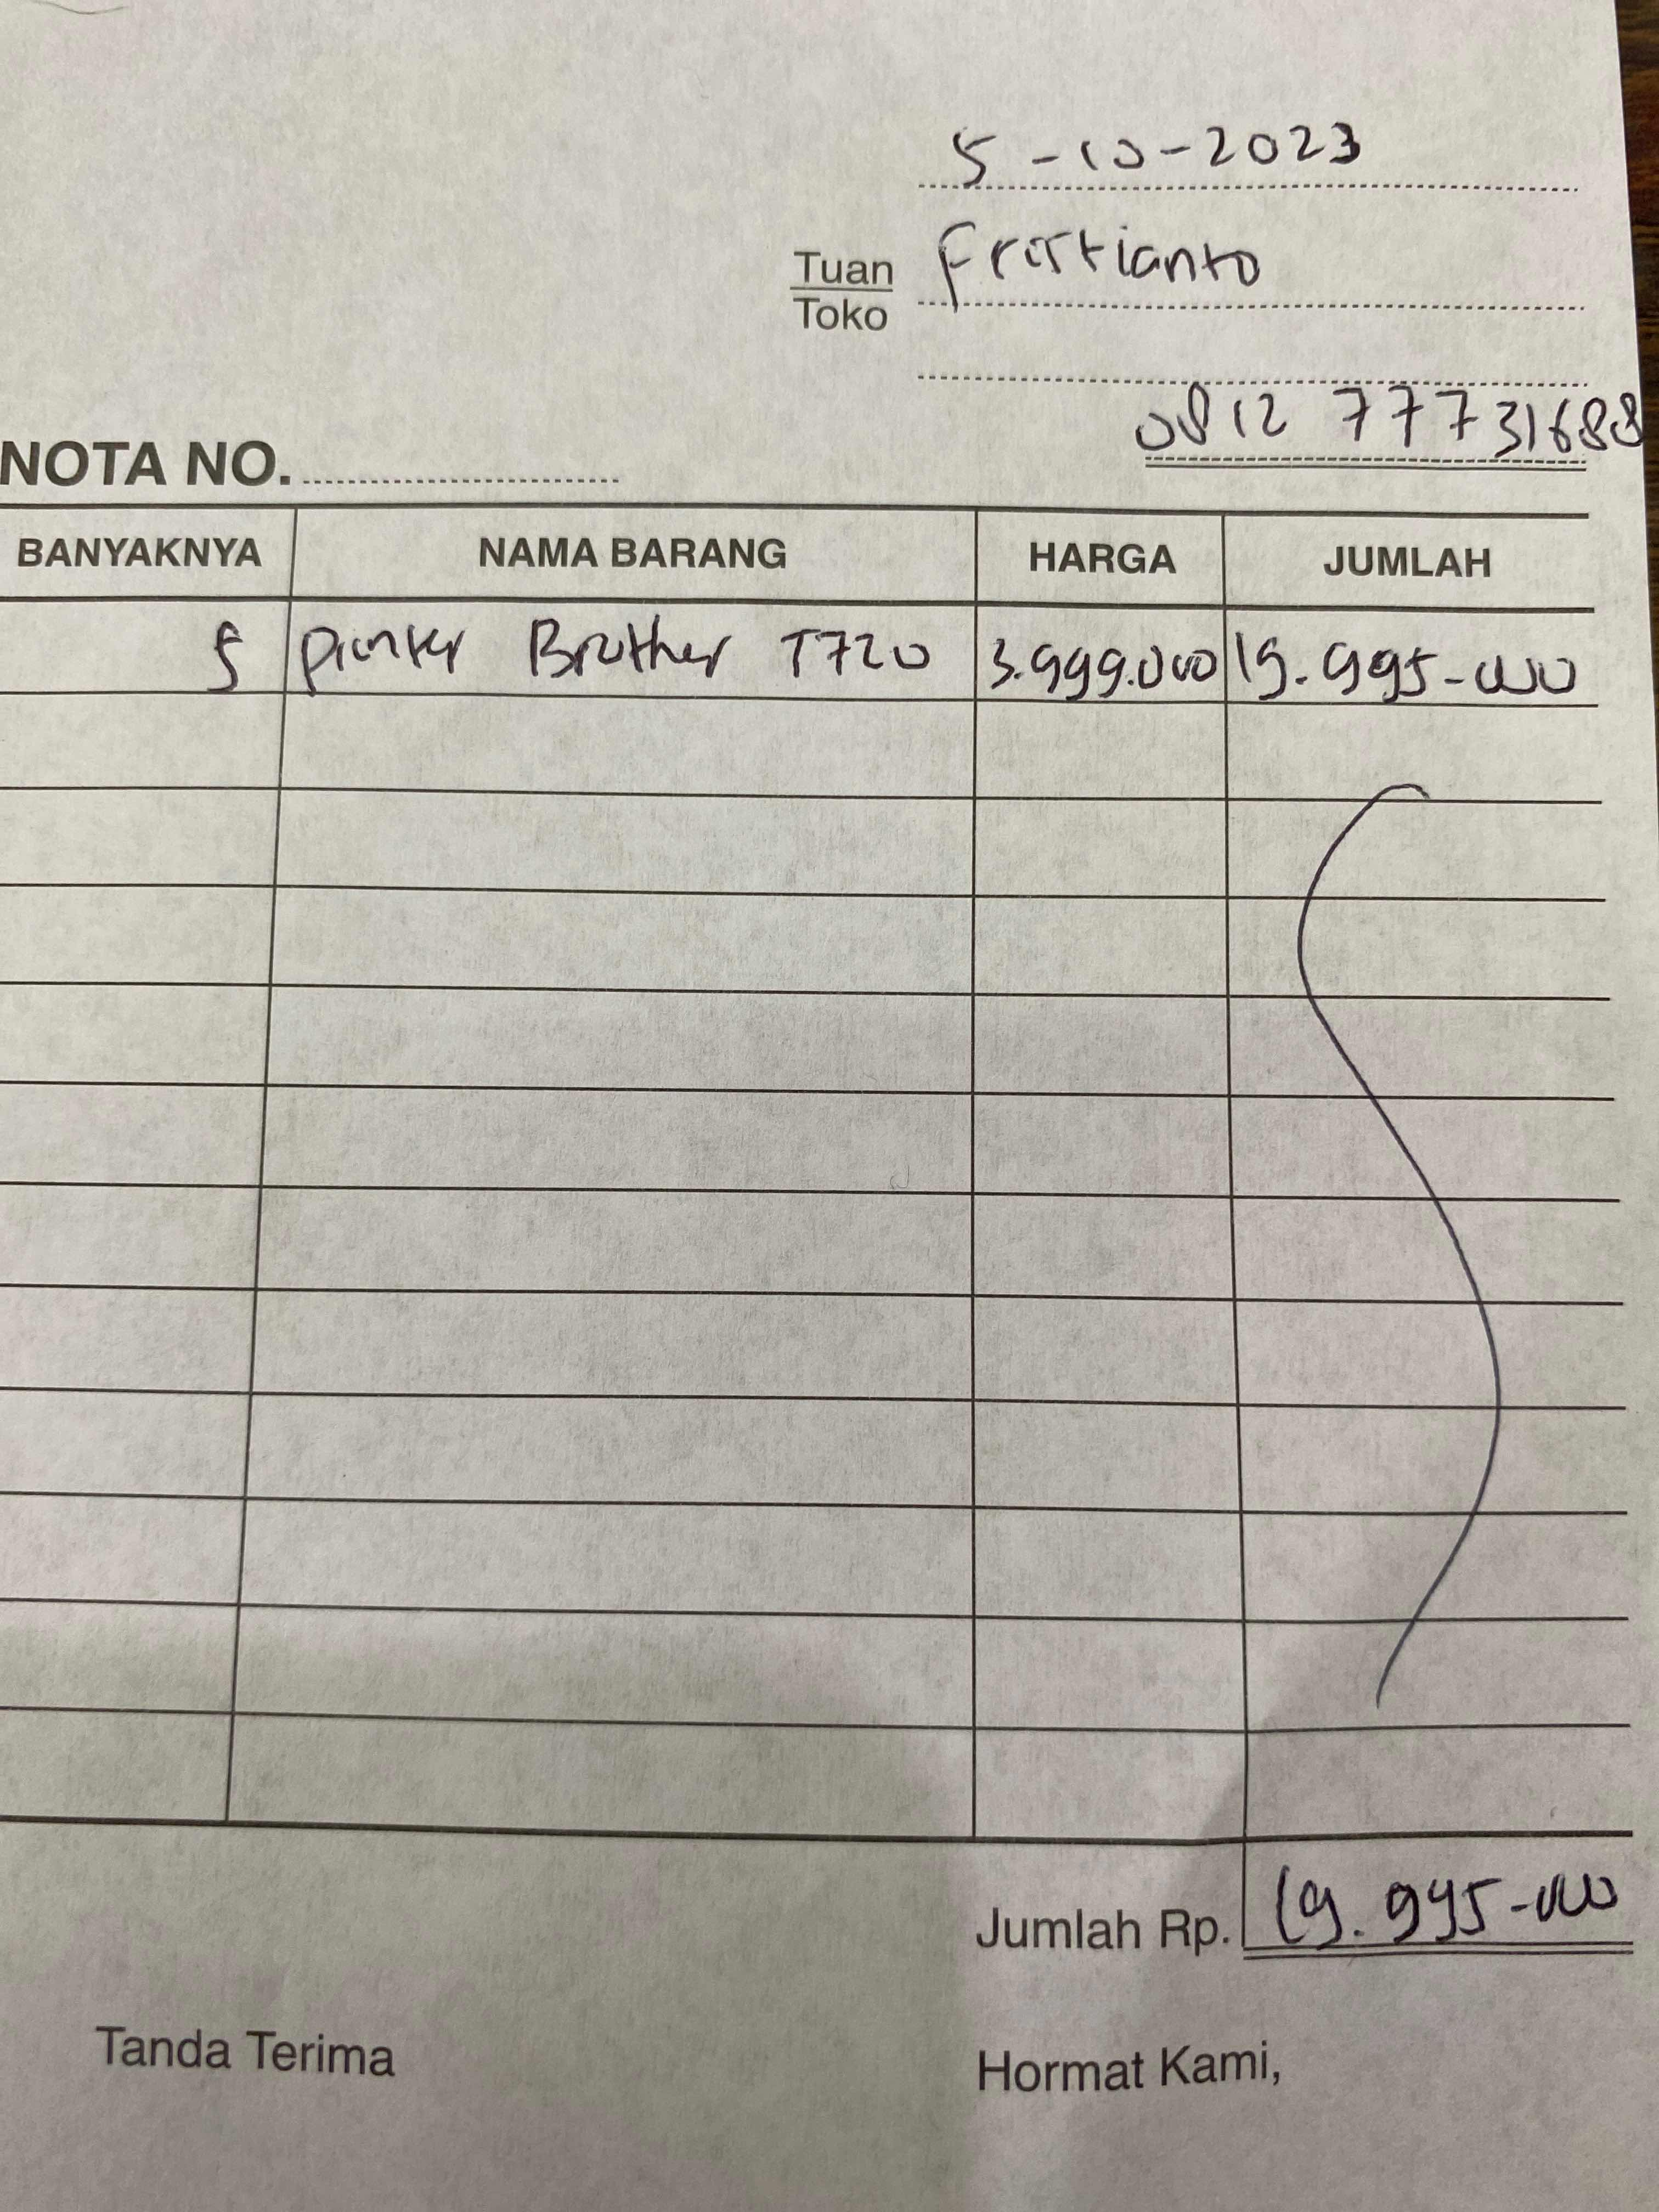 5-10-2023
Tuan Fristianto
Toko
0812 77731688
NOTA NO.
BANYAKNYA NAMA BARANG HARGA JUMLAH
5 Printer Brother T720 3.999.000 19.995-000
Jumlah Rp. 19.995-000
Tanda Terima Hormat Kami,